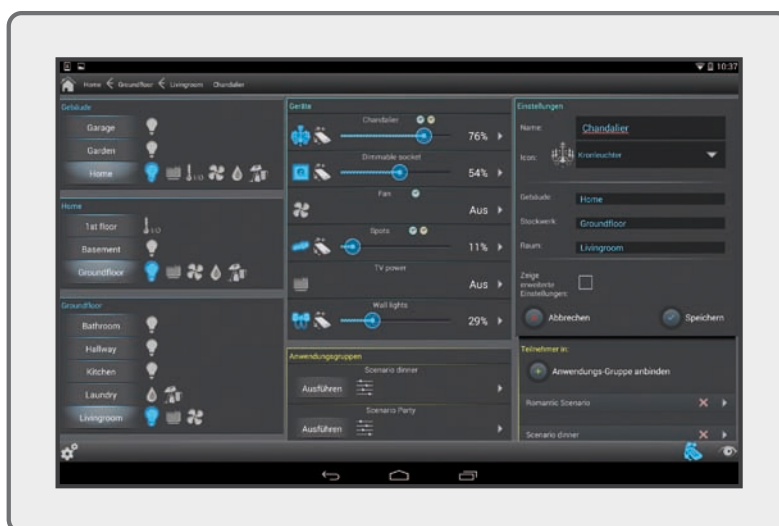 10:37
Home Groundfloor Livingroom Chandalier
Gebäude
Garage
Garden
Home
I/O
Home
1st floor
I/O
Basement
Groundfloor
Groundfloor
Bathroom
Hallway
Kitchen
Laundry
Livingroom
Geräte
Chandalier
76%
Dimmable socket
54%
Fan
Aus
Spots
11%
TV power
Aus
Wall lights
29%
Anwendungsgruppen
Scenario dinner
Ausführen
Scenario Party
Ausführen
Einstellungen
Name: Chandalier
Icon: Kronleuchter
Gebäude: Home
Stockwerk: Groundfloor
Raum: Livingroom
Zeige
erweiterte
Einstellungen:
Abbrechen Speichern
Teilnehmer in:
Anwendungs-Gruppe anbinden
Romantic Scenario
Scenario dinner